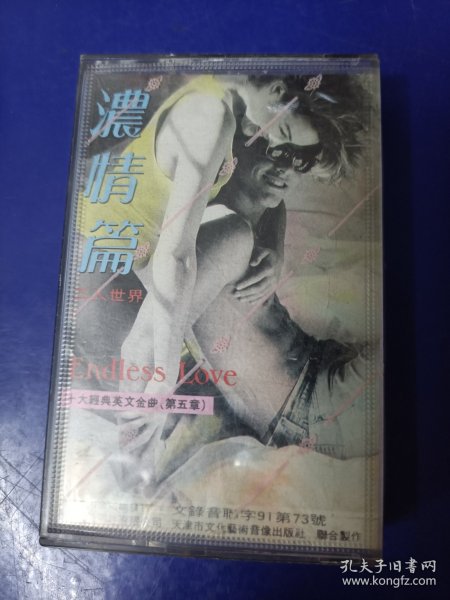 濃情篇
世界
Endless Love
十大經典英文金曲(第五章)
文錄音聯字91第73號
天津市文化藝術音像出版社 聯合製作
孔夫子旧书网
www.kongfz.com